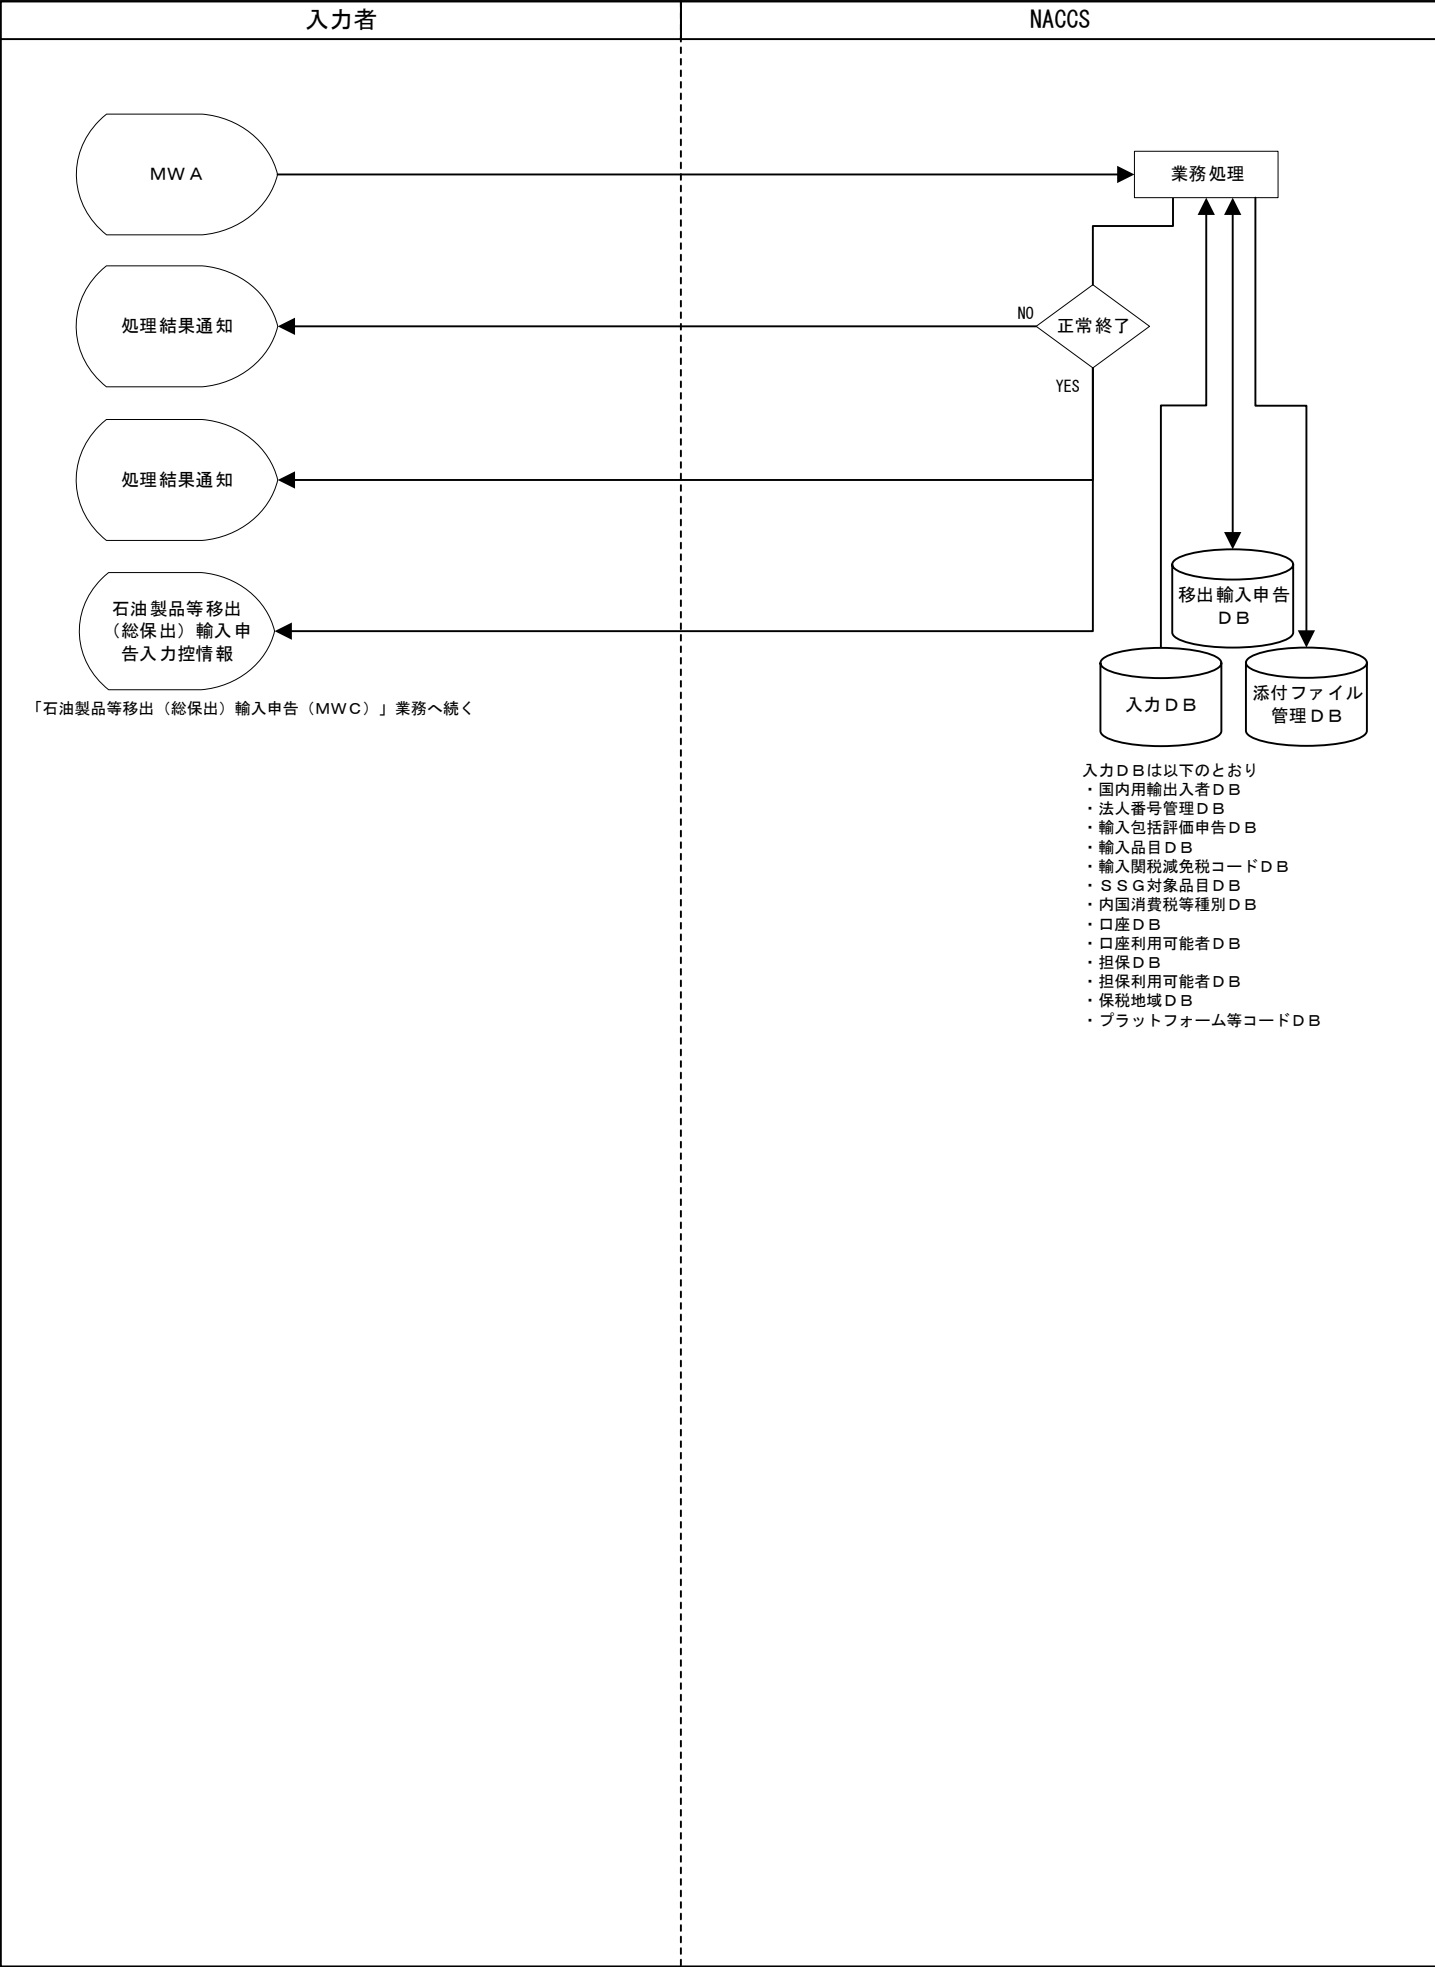 入力者
NACCS
ＭＷＡ
業務処理
処理結果通知
NO
正常終了
YES
処理結果通知
石油製品等移出
（総保出）輸入申
告入力控情報
移出輸入申告
ＤＢ
入力ＤＢ
添付ファイル
管理ＤＢ
「石油製品等移出（総保出）輸入申告（ＭＷＣ）」業務へ続く
入力ＤＢは以下のとおり
・国内用輸出入者ＤＢ
・法人番号管理ＤＢ
・輸入包括評価申告ＤＢ
・輸入品目ＤＢ
・輸入関税減免税コードＤＢ
・ＳＳＧ対象品目ＤＢ
・内国消費税等種別ＤＢ
・口座ＤＢ
・口座利用可能者ＤＢ
・担保ＤＢ
・担保利用可能者ＤＢ
・保税地域ＤＢ
・プラットフォーム等コードＤＢ